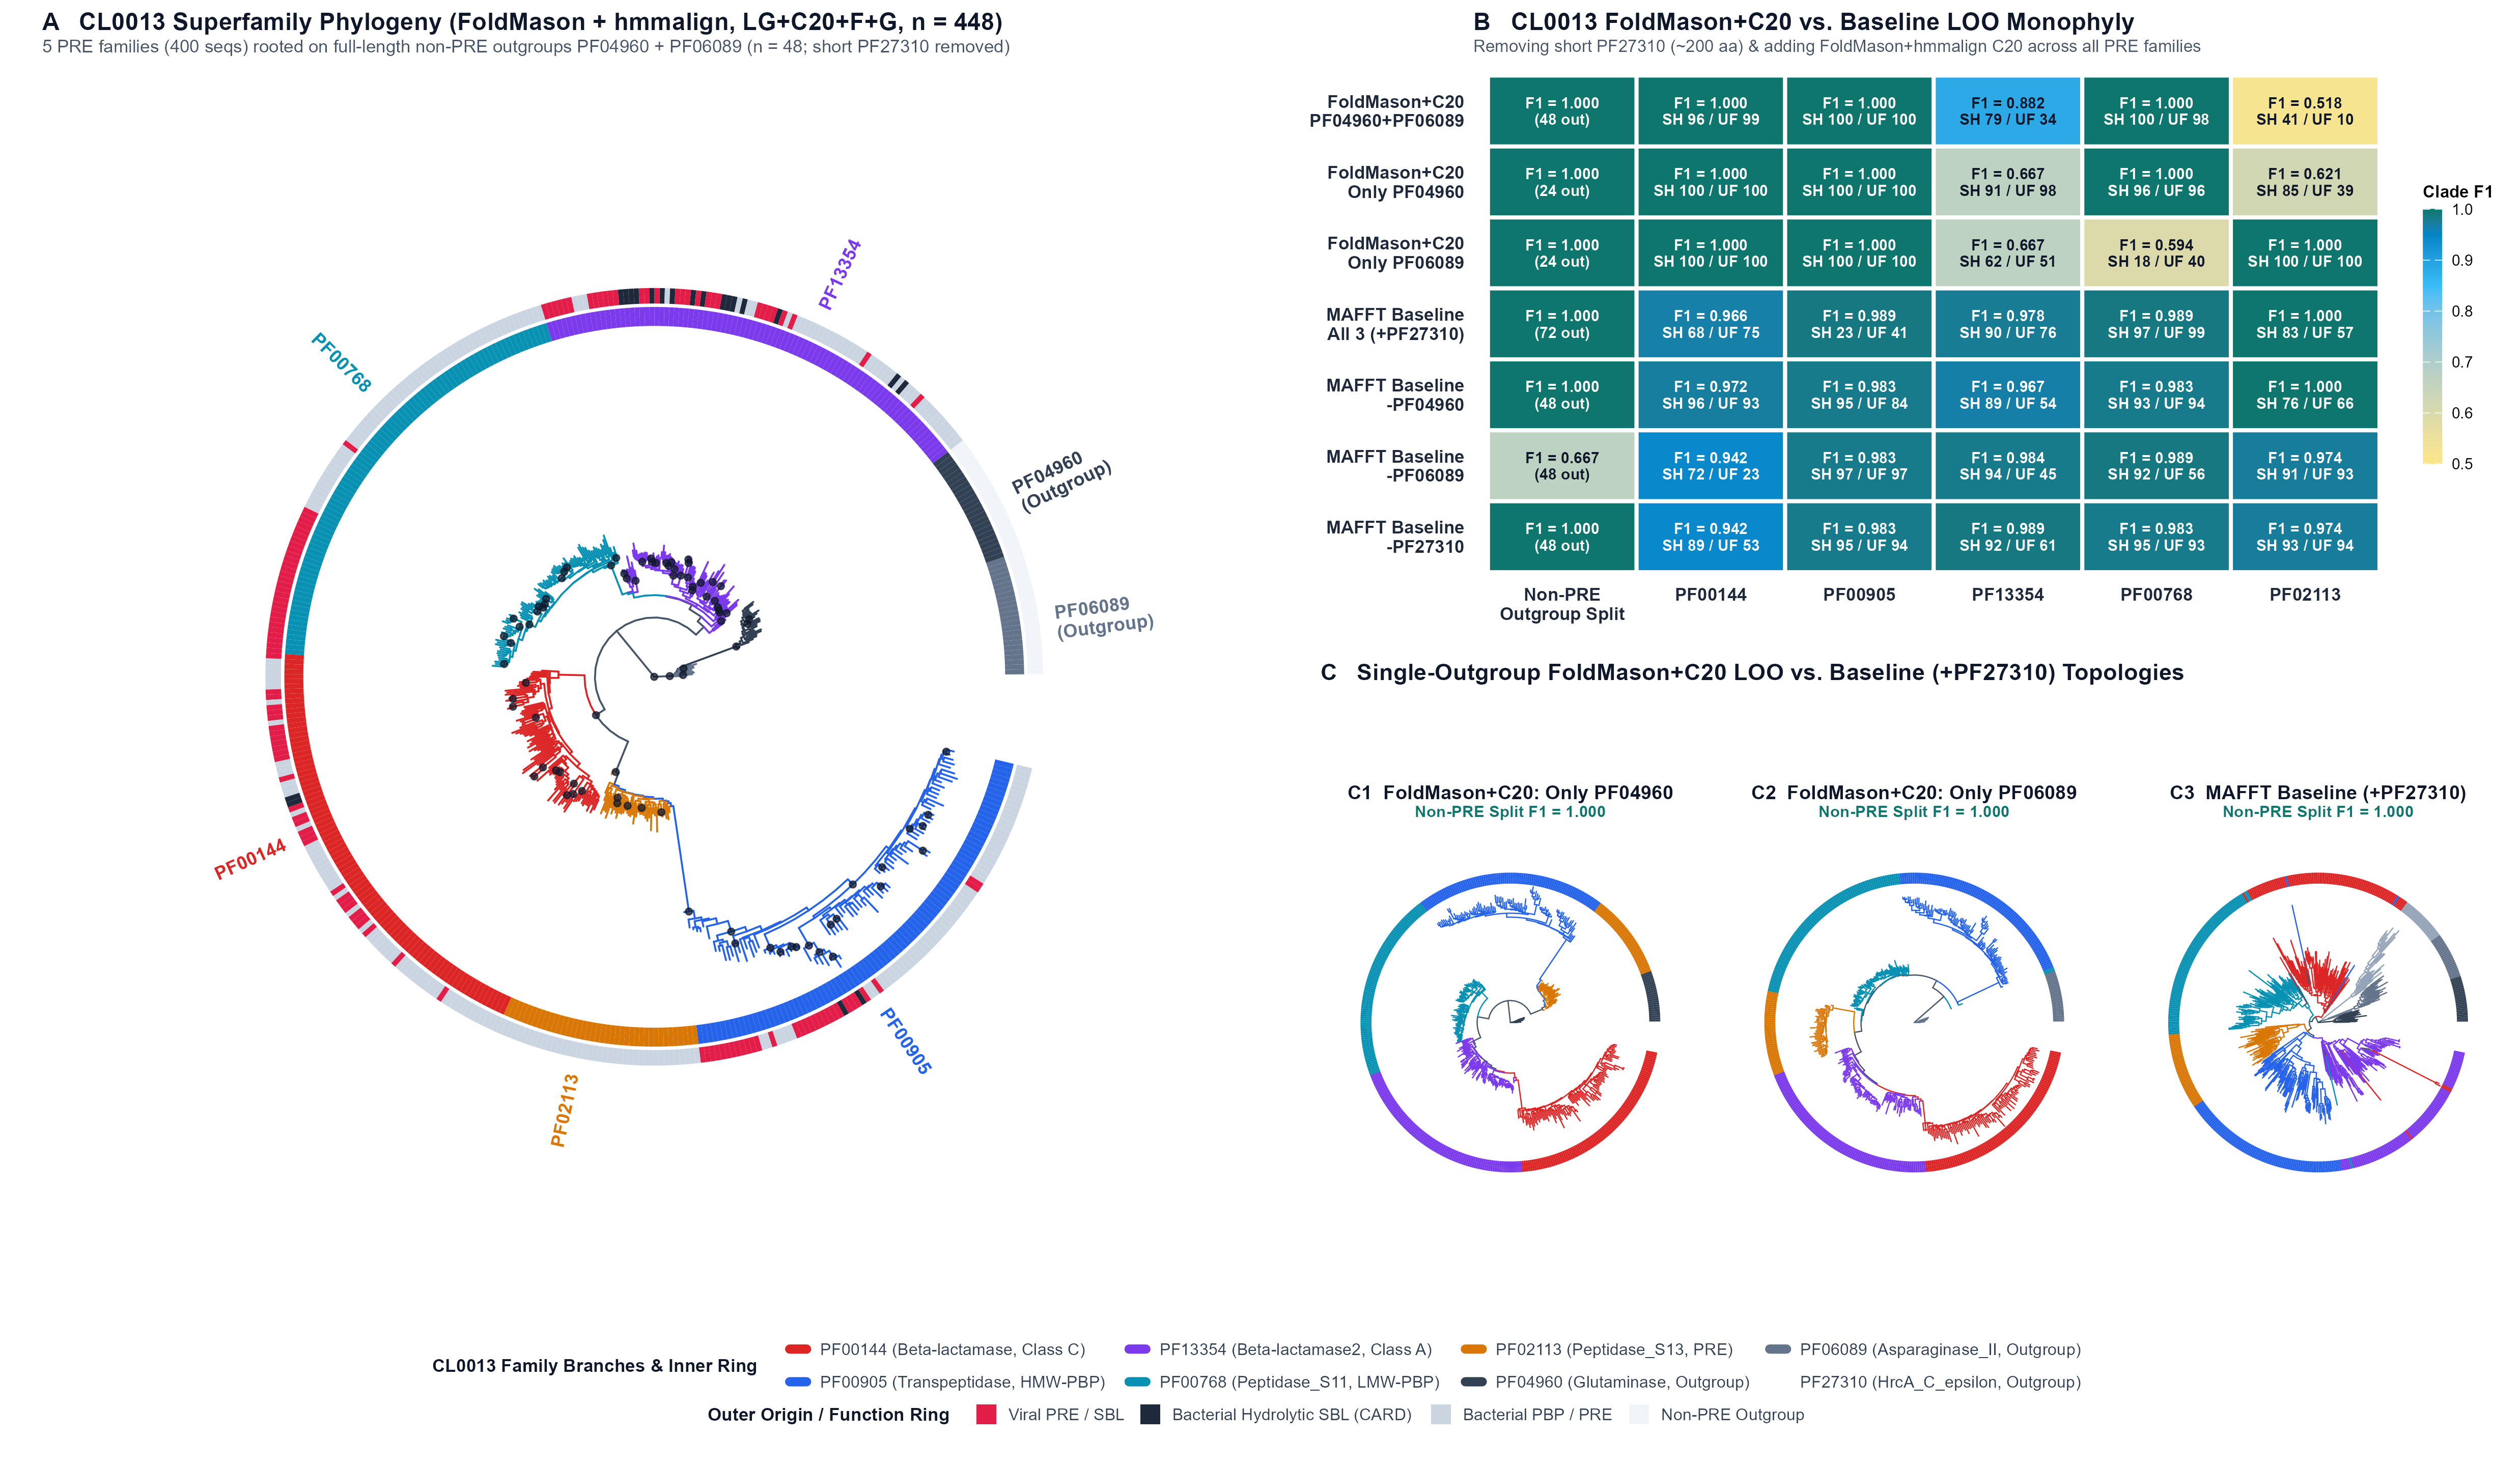 A CL0013 Superfamily Phylogeny (FoldMason + hmmalign, LG+C20+F+G, n = 448)
5 PRE families (400 seqs) rooted on full-length non-PRE outgroups PF04960 + PF06089 (n = 48; short PF27310 removed)
PF13354
PF00768
PF04960
(Outgroup)
PF06089
(Outgroup)
PF00144
PF00905
PF02113
B CL0013 FoldMason+C20 vs. Baseline LOO Monophyly
Removing short PF27310 (~200 aa) & adding FoldMason+hmmalign C20 across all PRE families
FoldMason+C20
PF04960+PF06089
F1 = 1.000 F1 = 1.000 F1 = 1.000 F1 = 0.882 F1 = 1.000 F1 = 0.518
(48 out) SH 96 / UF 99 SH 100 / UF 100 SH 79 / UF 34 SH 100 / UF 98 SH 41 / UF 10
FoldMason+C20
Only PF04960
F1 = 1.000 F1 = 1.000 F1 = 1.000 F1 = 0.667 F1 = 1.000 F1 = 0.621
(24 out) SH 100 / UF 100 SH 100 / UF 100 SH 91 / UF 98 SH 96 / UF 96 SH 85 / UF 39
FoldMason+C20
Only PF06089
F1 = 1.000 F1 = 1.000 F1 = 1.000 F1 = 0.667 F1 = 0.594 F1 = 1.000
(24 out) SH 100 / UF 100 SH 100 / UF 100 SH 62 / UF 51 SH 18 / UF 40 SH 100 / UF 100
MAFFT Baseline
All 3 (+PF27310)
F1 = 1.000 F1 = 0.966 F1 = 0.989 F1 = 0.978 F1 = 0.989 F1 = 1.000
(72 out) SH 68 / UF 75 SH 23 / UF 41 SH 90 / UF 76 SH 97 / UF 99 SH 83 / UF 57
MAFFT Baseline
-PF04960
F1 = 1.000 F1 = 0.972 F1 = 0.983 F1 = 0.967 F1 = 0.983 F1 = 1.000
(48 out) SH 96 / UF 93 SH 95 / UF 84 SH 89 / UF 54 SH 93 / UF 94 SH 76 / UF 66
MAFFT Baseline
-PF06089
F1 = 0.667 F1 = 0.942 F1 = 0.983 F1 = 0.984 F1 = 0.989 F1 = 0.974
(48 out) SH 72 / UF 23 SH 97 / UF 97 SH 94 / UF 45 SH 92 / UF 56 SH 91 / UF 93
MAFFT Baseline
-PF27310
F1 = 1.000 F1 = 0.942 F1 = 0.983 F1 = 0.989 F1 = 0.983 F1 = 0.974
(48 out) SH 89 / UF 53 SH 95 / UF 94 SH 92 / UF 61 SH 95 / UF 93 SH 93 / UF 94
Non-PRE
Outgroup Split
PF00144 PF00905 PF13354 PF00768 PF02113
Clade F1
1.0
0.9
0.8
0.7
0.6
0.5
C Single-Outgroup FoldMason+C20 LOO vs. Baseline (+PF27310) Topologies
C1 FoldMason+C20: Only PF04960
Non-PRE Split F1 = 1.000
C2 FoldMason+C20: Only PF06089
Non-PRE Split F1 = 1.000
C3 MAFFT Baseline (+PF27310)
Non-PRE Split F1 = 1.000
CL0013 Family Branches & Inner Ring
PF00144 (Beta-lactamase, Class C) PF13354 (Beta-lactamase2, Class A) PF02113 (Peptidase_S13, PRE) PF06089 (Asparaginase_II, Outgroup)
PF00905 (Transpeptidase, HMW-PBP) PF00768 (Peptidase_S11, LMW-PBP) PF04960 (Glutaminase, Outgroup) PF27310 (HrcA_C_epsilon, Outgroup)
Outer Origin / Function Ring Viral PRE / SBL Bacterial Hydrolytic SBL (CARD) Bacterial PBP / PRE Non-PRE Outgroup